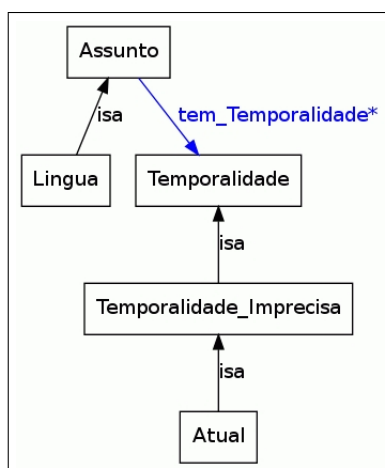 Assunto
isa
tem_Temporalidade*
Lingua
Temporalidade
isa
Temporalidade_Imprecisa
isa
Atual